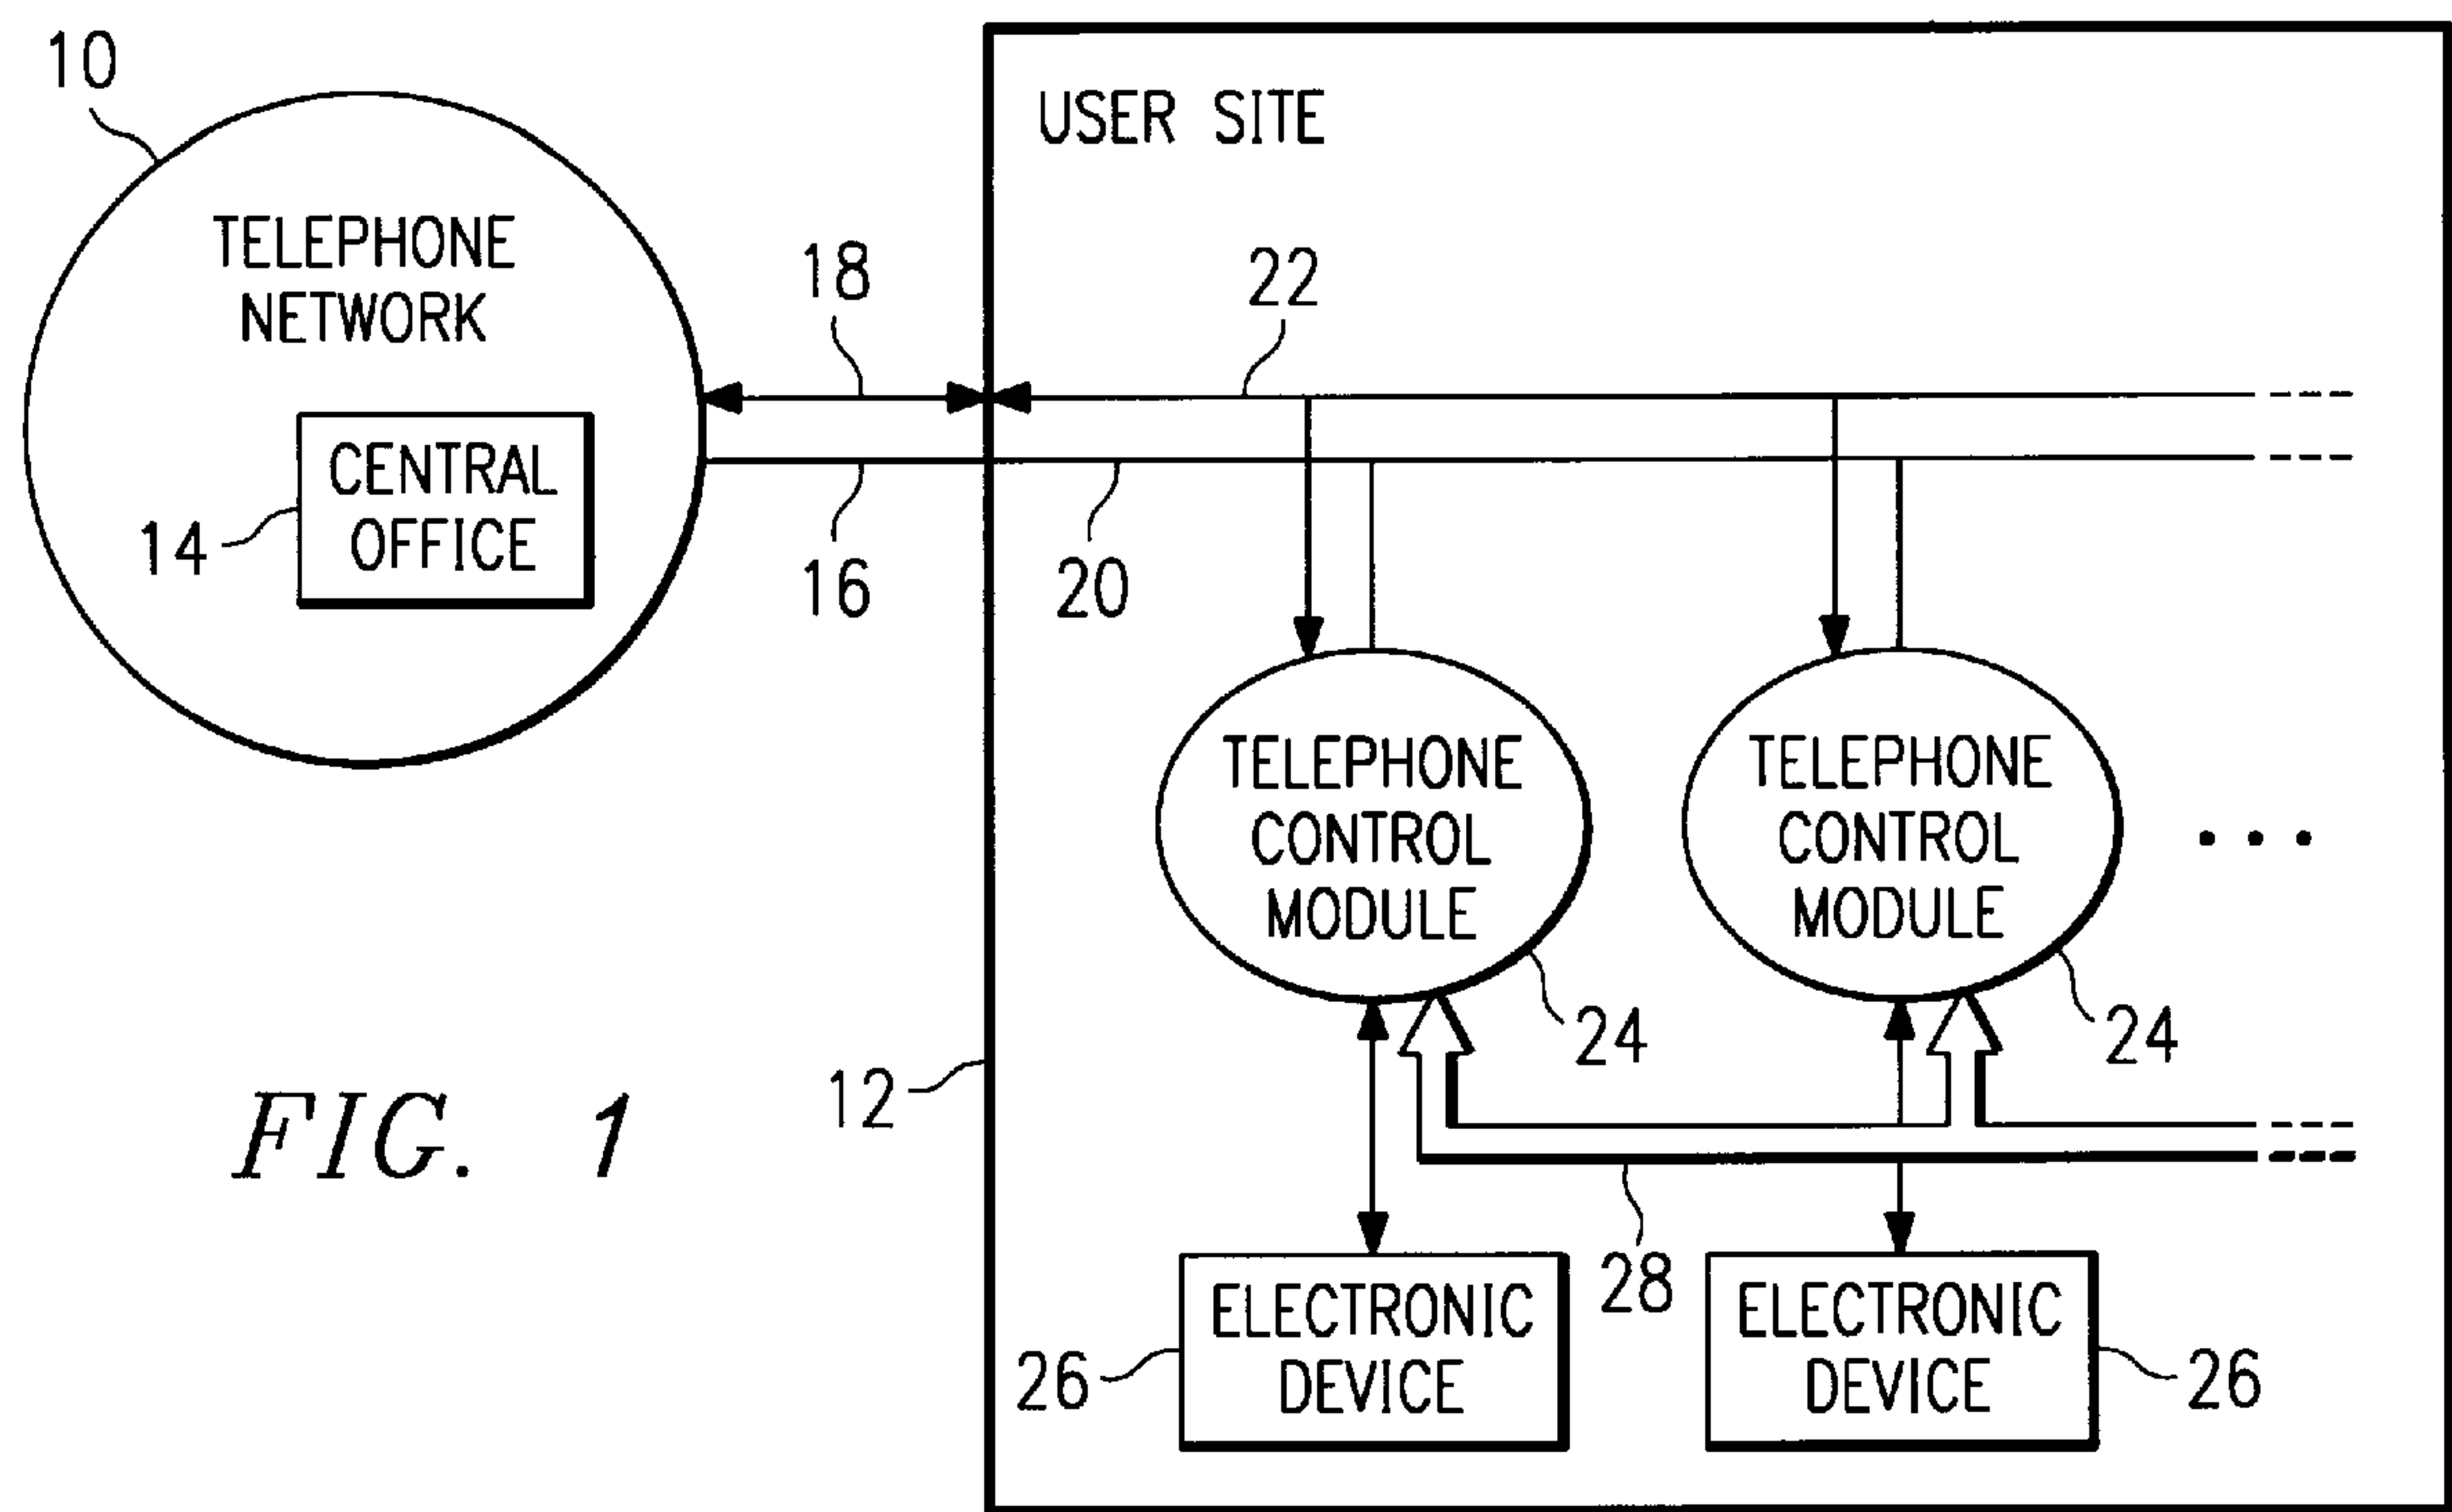 10
USER SITE
TELEPHONE
NETWORK
18
22
CENTRAL
OFFICE
14
16
20
TELEPHONE
CONTROL
MODULE
TELEPHONE
CONTROL
MODULE
24
24
12
FIG. 1
28
ELECTRONIC
DEVICE
26
ELECTRONIC
DEVICE
26